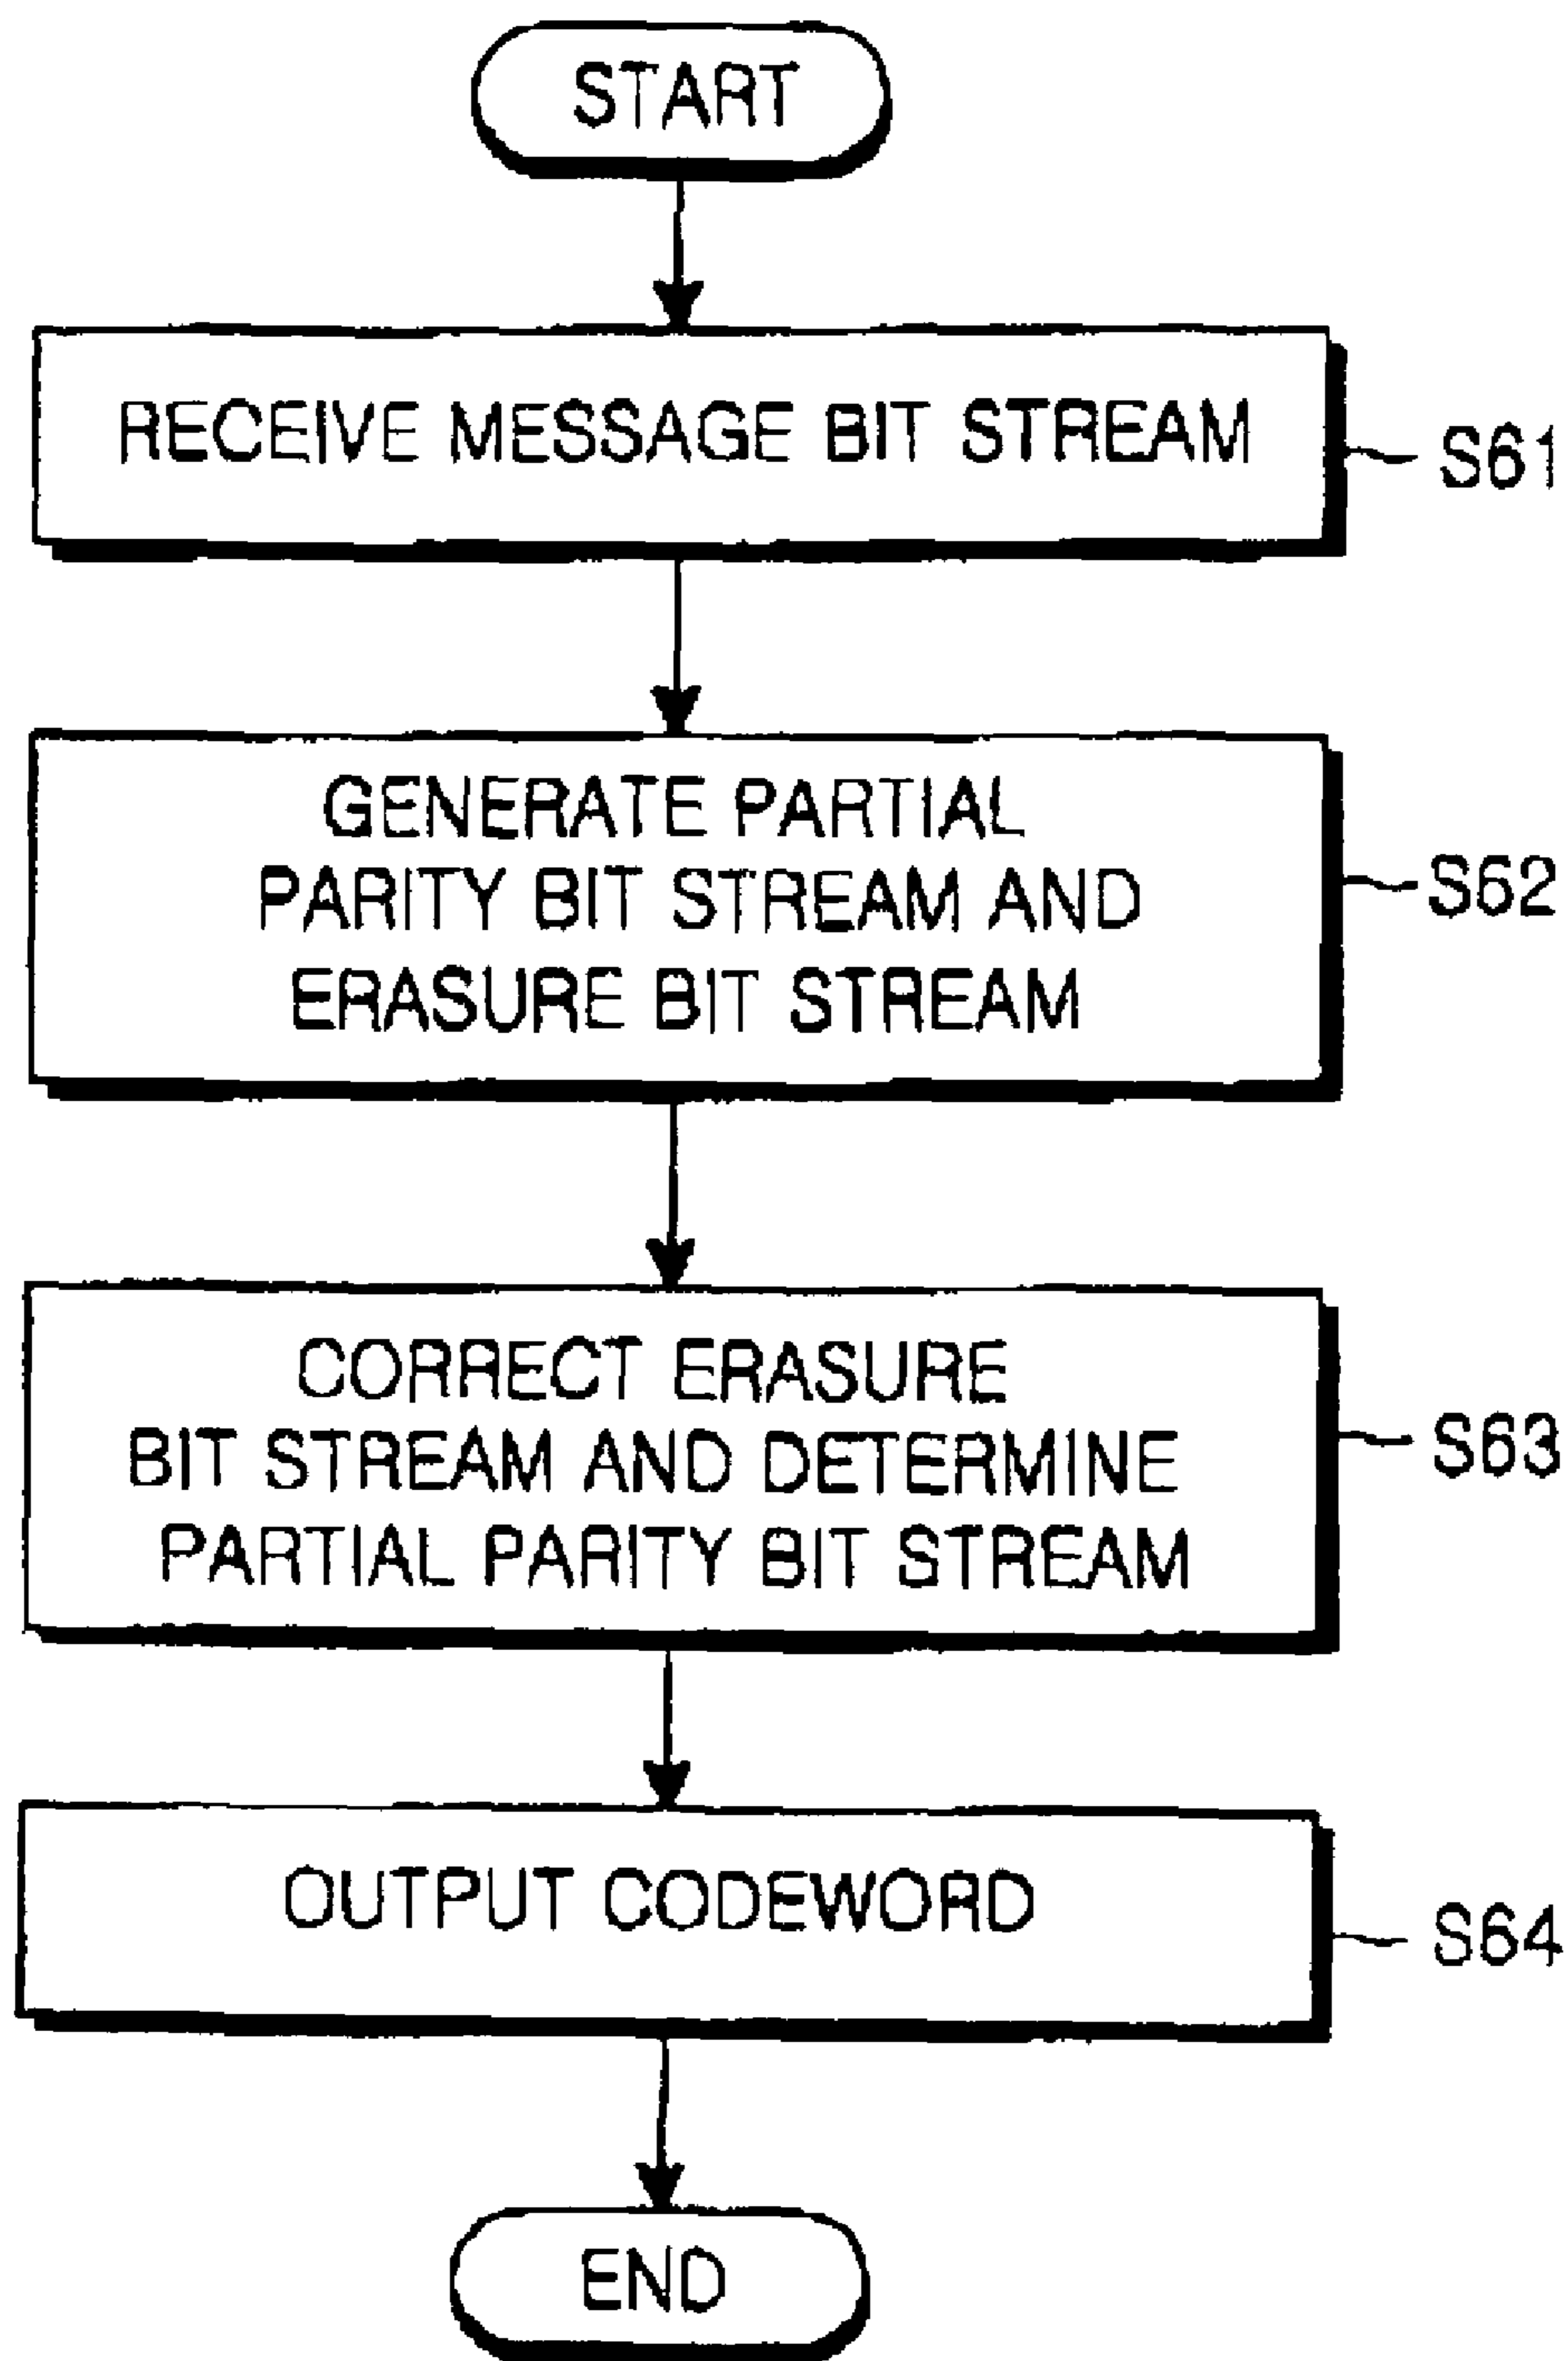 START
RECEIVE MESSAGE BIT STREAM
S61
GENERATE PARTIAL
PARITY BIT STREAM AND
ERASURE BIT STREAM
S62
CORRECT ERASURE
BIT STREAM AND DETERMINE
PARTIAL PARITY BIT STREAM
S63
OUTPUT CODEWORD
S64
END